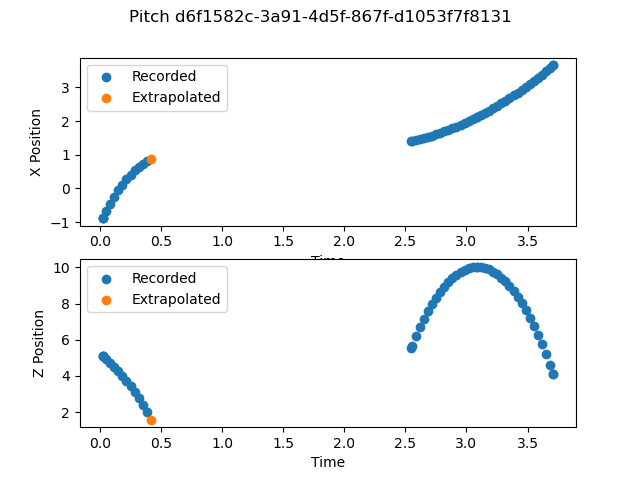 Pitch d6f1582c-3a91-4d5f-867f-d1053f7f8131
3
2
1
0
−1
X Position
Recorded
Extrapolated
0.0 0.5 1.0 1.5 2.0 2.5 3.0 3.5
Time
10
8
6
4
2
Z Position
Recorded
Extrapolated
0.0 0.5 1.0 1.5 2.0 2.5 3.0 3.5
Time